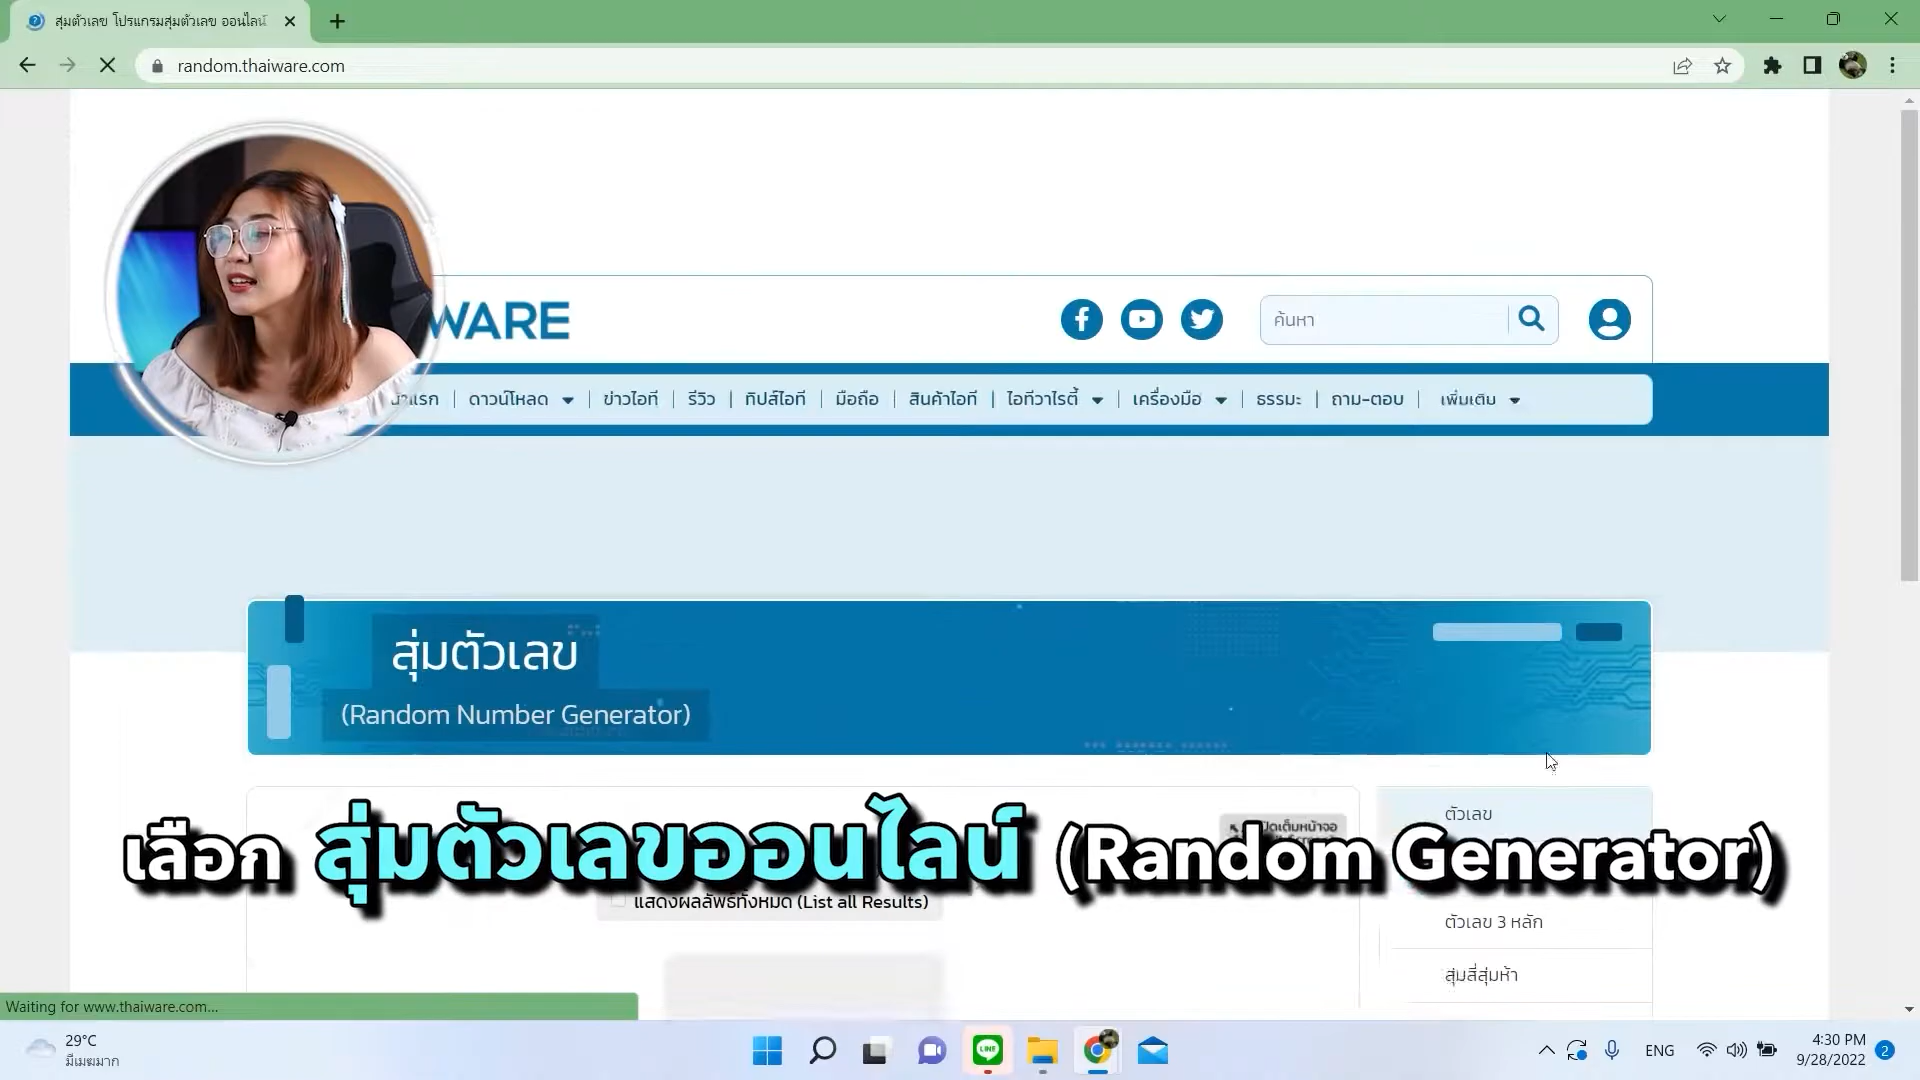 สุ่มตัวเลข โปรแกรมสุ่มตัวเลข ออนไลน์
random.thaiware.com
WARE
ค้นหา
ดาวน์โหลด
ข่าวไอที
รีวิว
ทิปส์ไอที
มือถือ
สินค้าไอที
ไอทีวาไรตี้
เครื่องมือ
ธรรมะ
ถาม-ตอบ
เพิ่มเติม
สุ่มตัวเลข
(Random Number Generator)
ตัวเลข
เลือก สุ่มตัวเลขออนไลน์ (Random Generator)
แสดงผลลัพธ์ทั้งหมด (List all Results)
ตัวเลข 3 หลัก
สุ่มสี่สุ่มห้า
Waiting for www.thaiware.com...
29°C
มีเมฆมาก
LINE
ENG
4:30 PM
9/28/2022
2